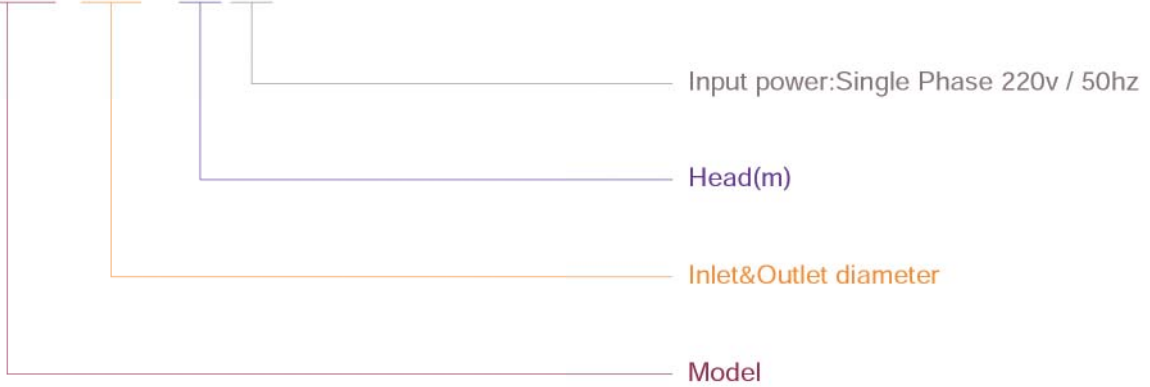 Input power:Single Phase 220v / 50hz
Head(m)
Inlet&Outlet diameter
Model